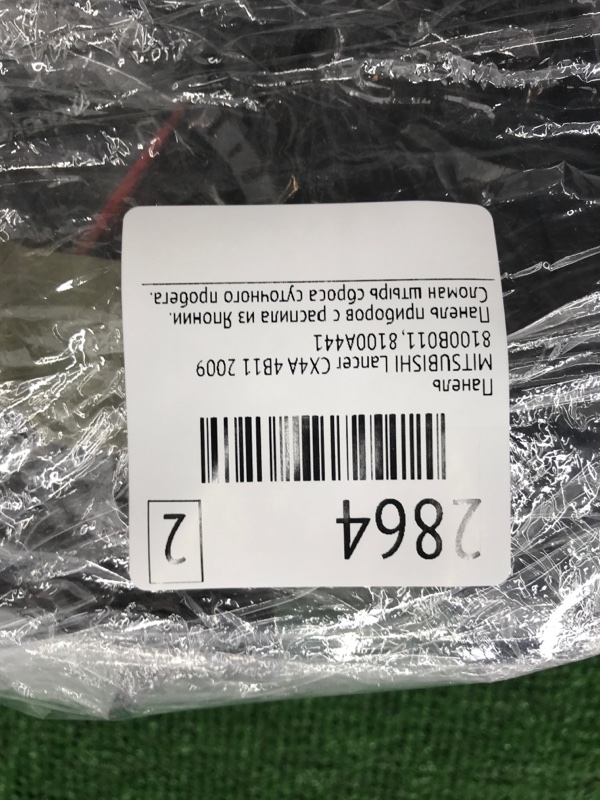 2864
2
Панель
MITSUBISHI Lancer CX4A 4B11 2009
8100B011,8100A441
Панель приборов с распила из Японии.
Сломан штырь сброса суточного пробега.